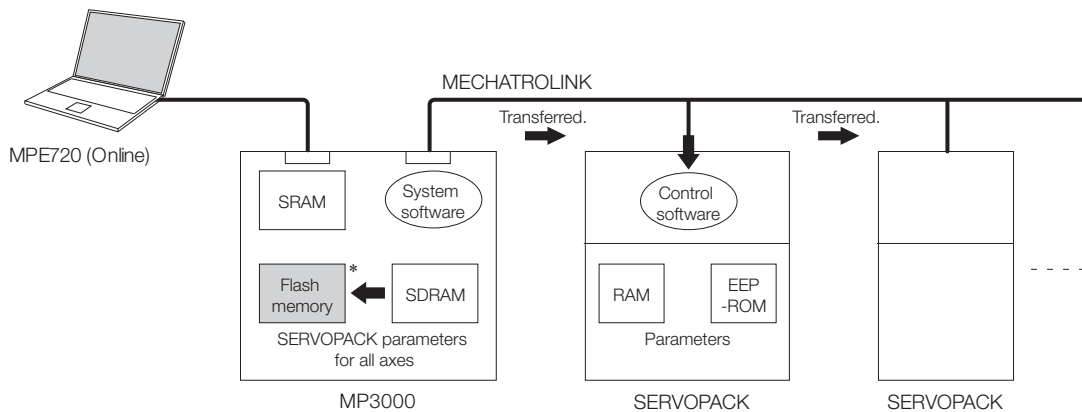 MECHATROLINK
Transferred.
Transferred.
MPE720 (Online)
SRAM
System
software
Control
software
Flash
memory
*
SDRAM
RAM
EEP
-ROM
SERVOPACK parameters
for all axes
Parameters
MP3000
SERVOPACK
SERVOPACK